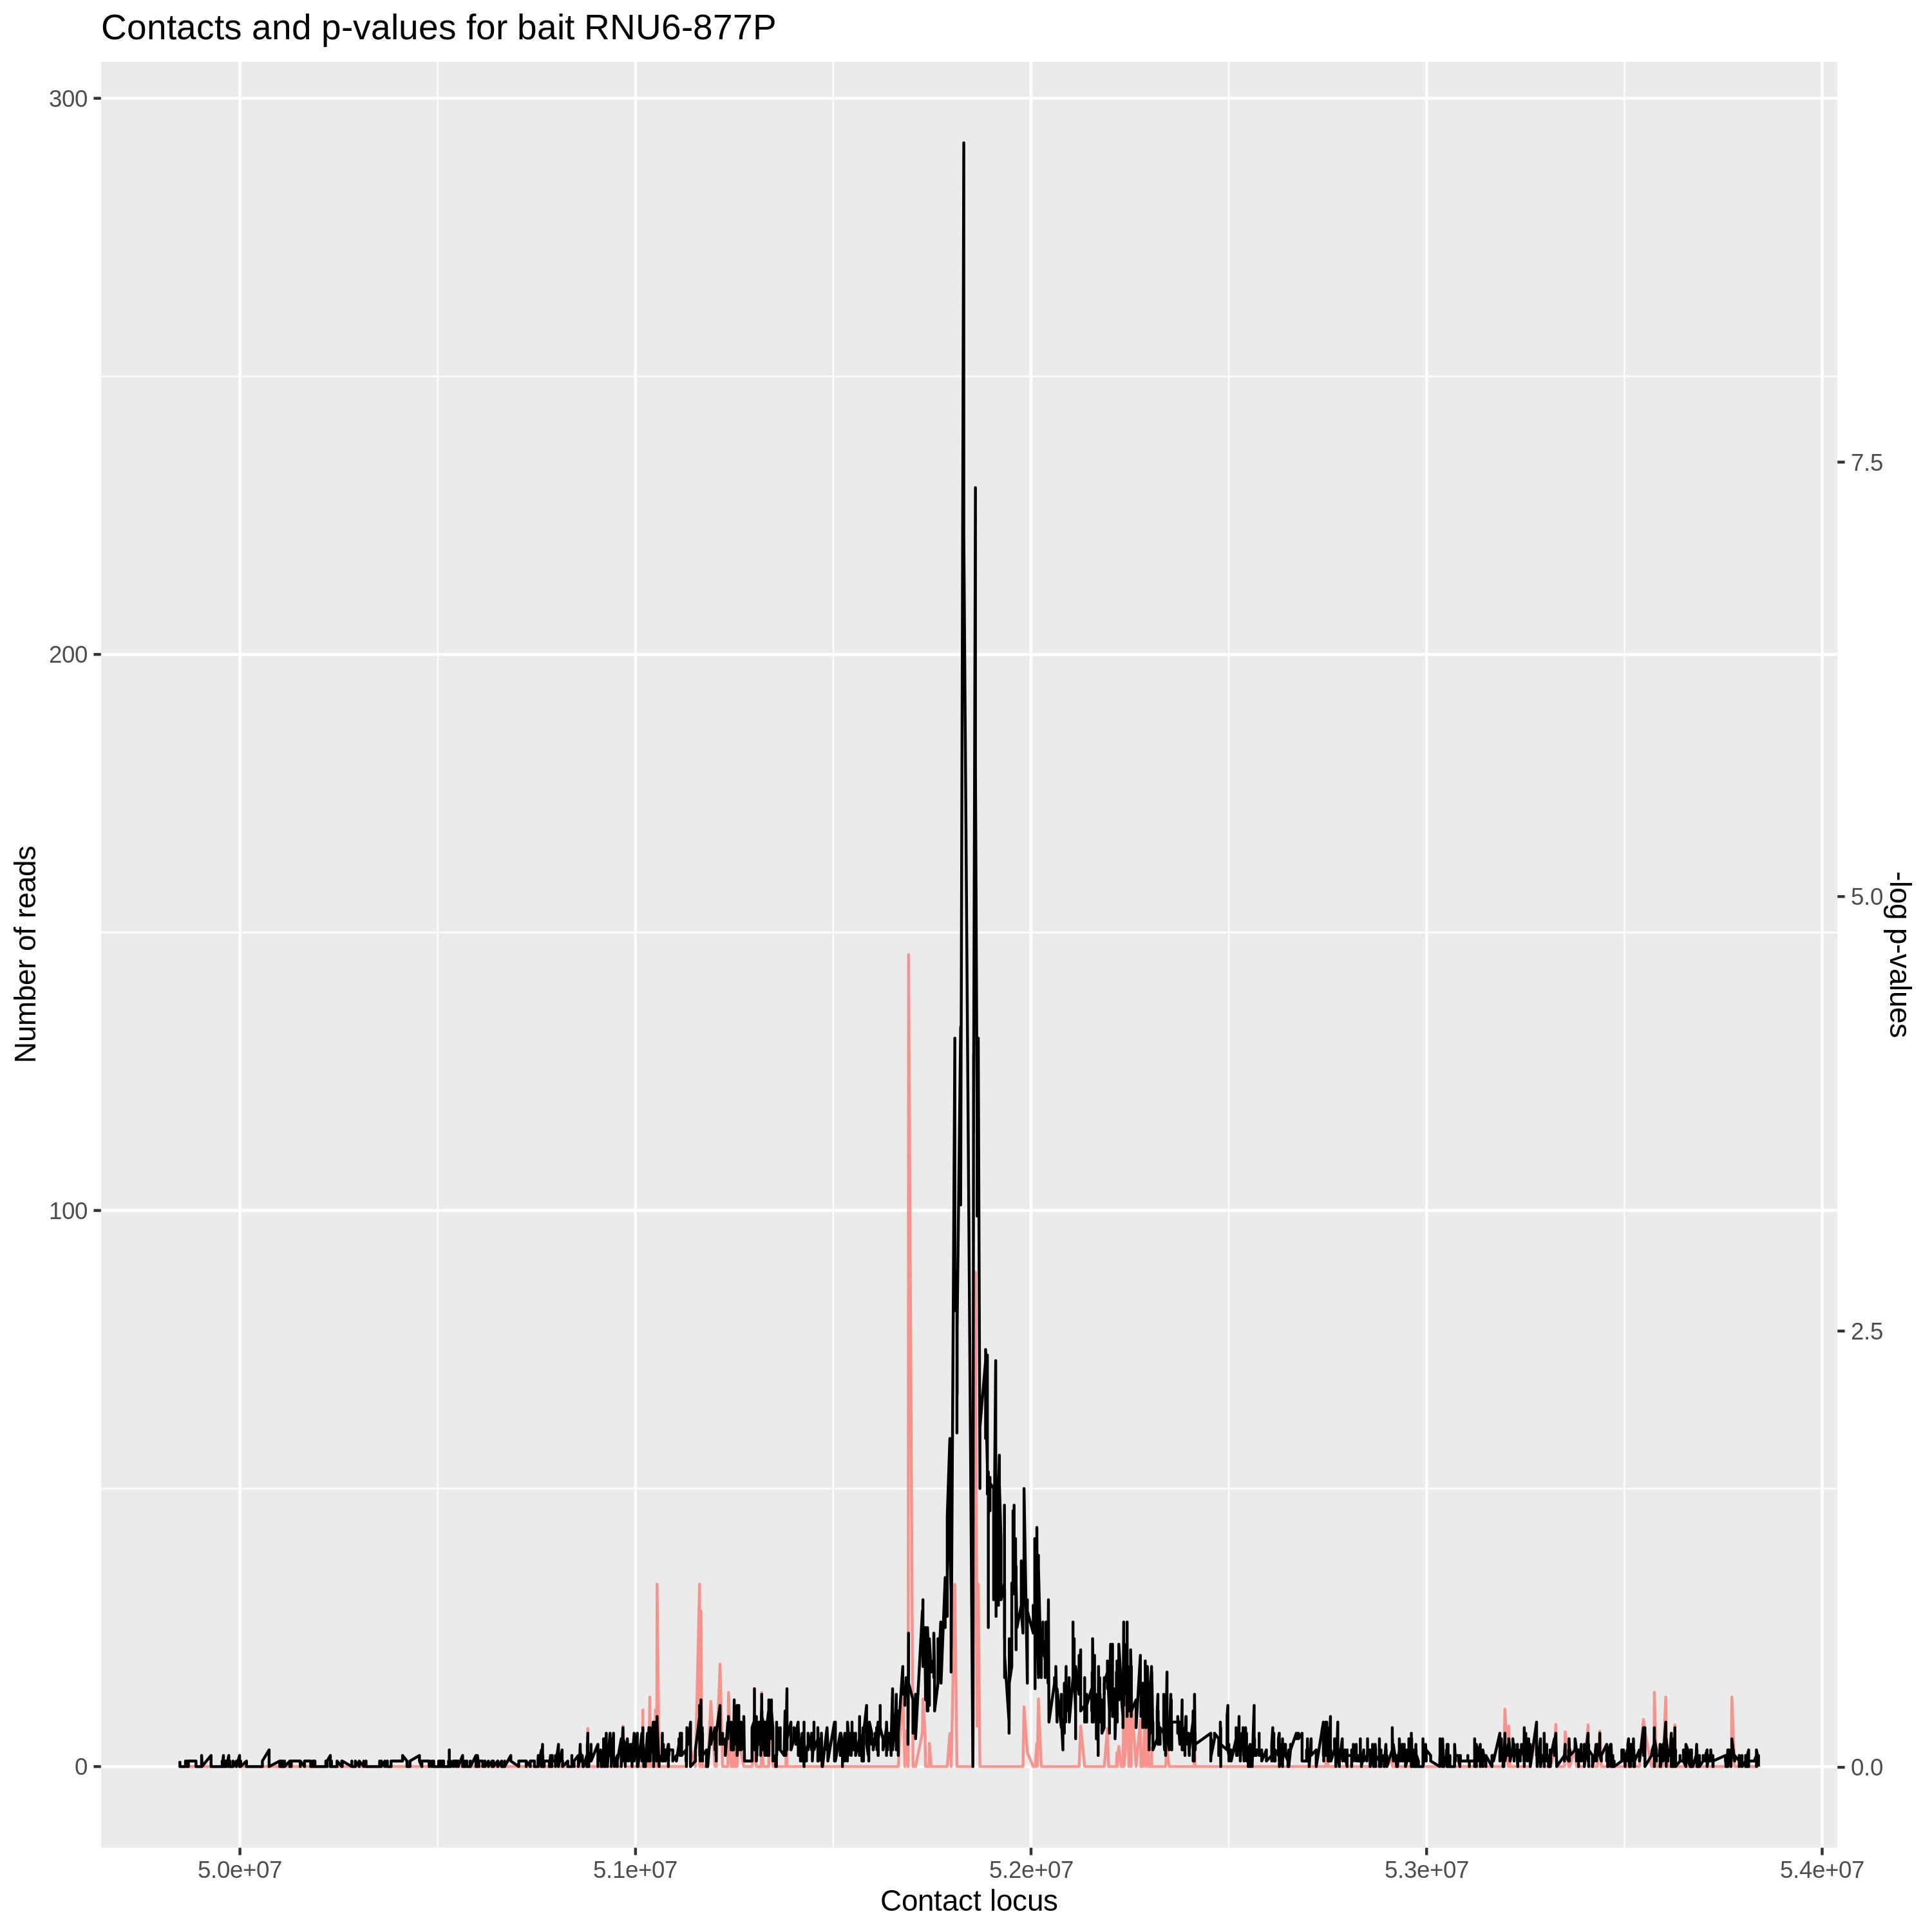 Contacts and p-values for bait RNU6-877P
300
200
100
0
Number of reads
7.5
5.0
2.5
0.0
-log p-values
5.0e+07
5.1e+07
5.2e+07
5.3e+07
5.4e+07
Contact locus